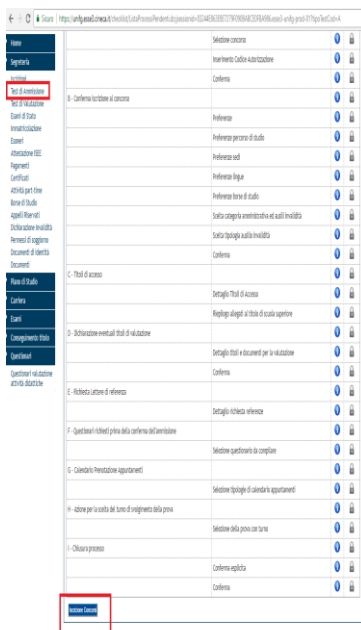 Sicuro
Selezione concorso
Inserimento Codice Autorizzazione
Conferma
B - Conferma iscrizione al concorso
Preferenze
Preferenze percorso di studio
Preferenze sedi
Preferenze lingue
Preferenze borse di studio
Scelta categoria amministrativa ed ausili invalidità
Scelta tipologia ausilio invalidità
Conferma
C - Titoli di accesso
Dettaglio Titoli di Accesso
Riepilogo allegati al titolo di scuola superiore
D - Dichiarazione eventuali titoli di valutazione
Dettaglio titoli e documenti per la valutazione
Conferma
E - Richiesta Lettere di referenza
Dettaglio richiesta referenze
F - Questionari richiesti prima della conferma dell'ammissione
Selezione questionario da compilare
G - Calendario Prenotazione Appuntamenti
Selezione tipologie di calendario appuntamenti
H - Azione per la scelta del turno di svolgimento della prova
Selezione della prova con turno
I - Chiusura processo
Conferma esplicita
Conferma
Iscrizione Concorsi
Home
Segreteria
Iscrizioni
Test di Ammissione
Test di Valutazione
Esami di Stato
Immatricolazione
Esoneri
Attestazione ISEE
Pagamenti
Certificati
Attività part-time
Borse di Studio
Appelli Riservati
Dichiarazione Invalidità
Permessi di soggiorno
Documenti di identità
Documenti
Piano di Studio
Carriera
Esami
Conseguimento titolo
Questionari
Questionari valutazione
attività didattiche